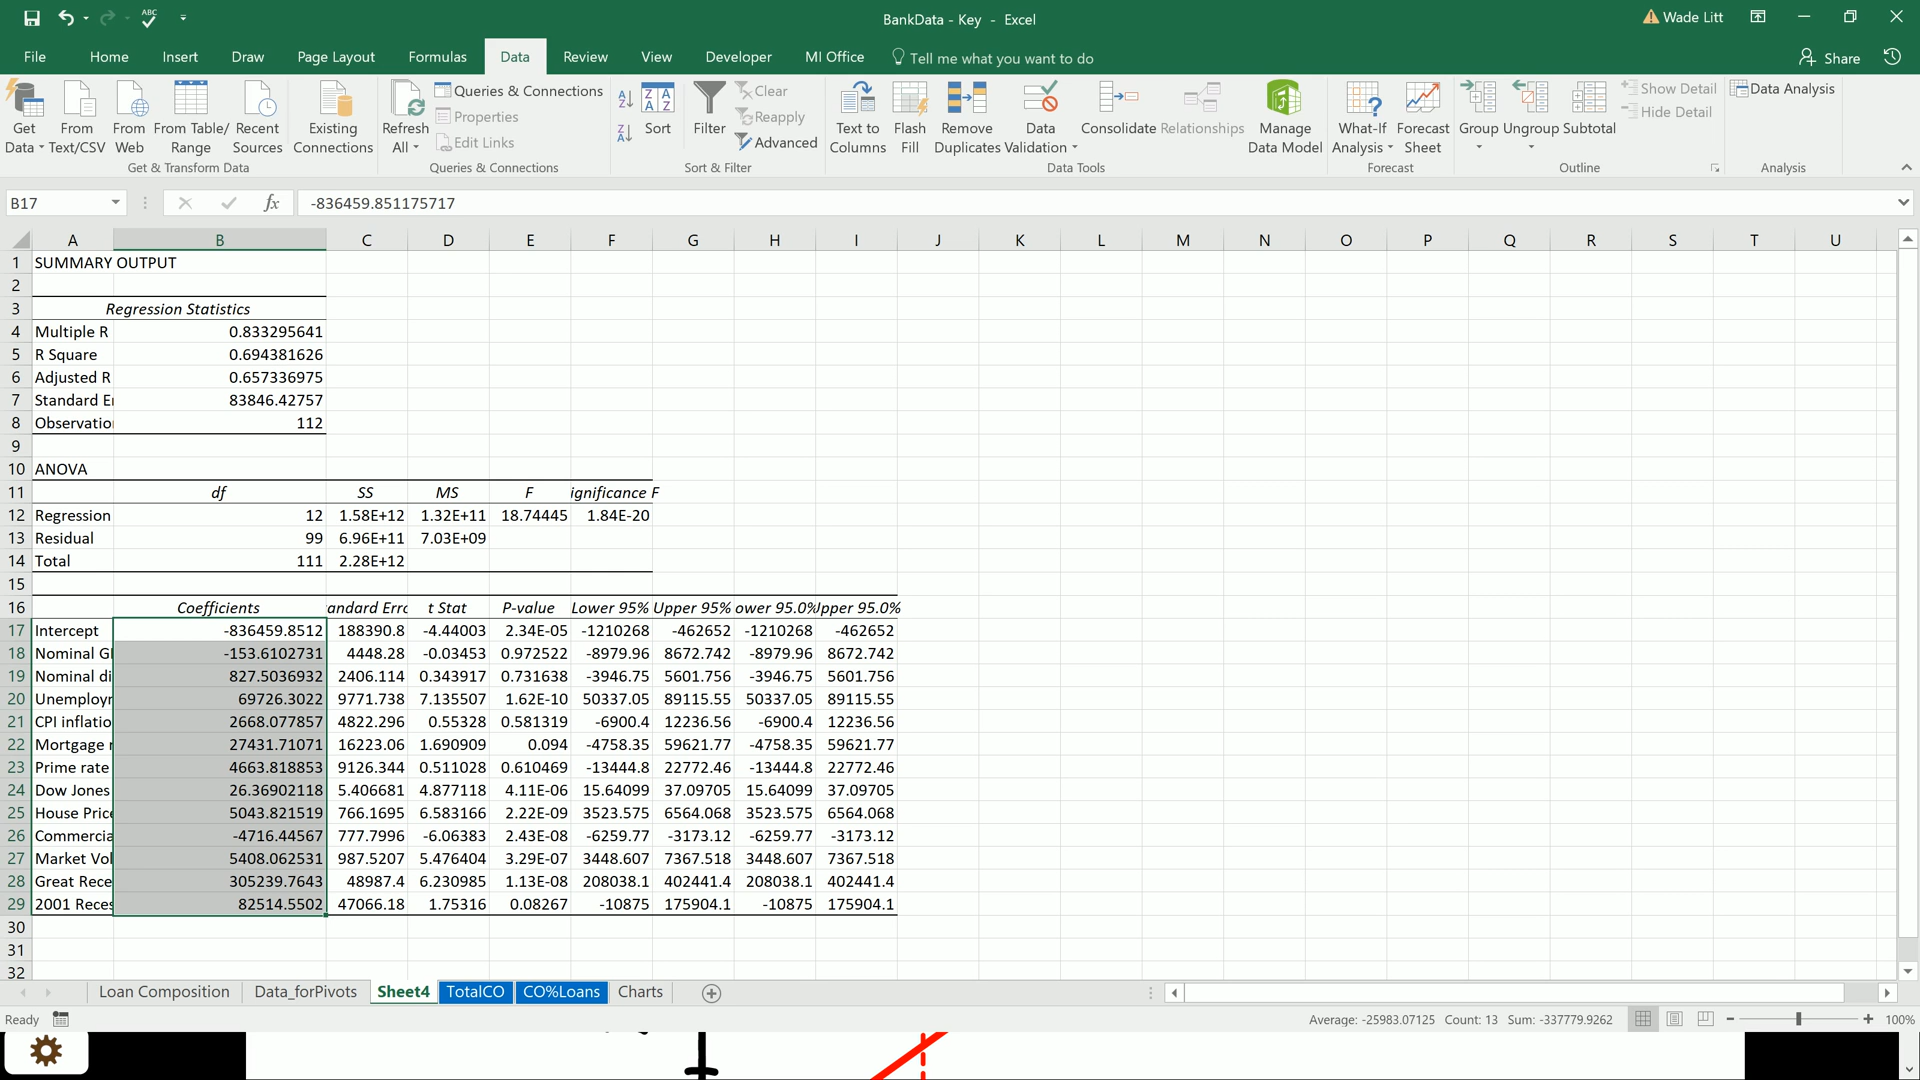 ABC
BankData - Key - Excel
Wade Litt
File Home Insert Draw Page Layout Formulas Data Review View Developer MI Office Tell me what you want to do Share
Get Data From Text/CSV From Web From Table/ Range Recent Sources Existing Connections
Get & Transform Data
Refresh All Queries & Connections
Properties
Edit Links
Queries & Connections
Sort Filter Clear
Reapply
Advanced
Sort & Filter
Text to Columns Flash Fill Remove Duplicates Data Validation Consolidate Relationships Manage Data Model
Data Tools
What-If Analysis Forecast Sheet
Forecast
Group Ungroup Subtotal Show Detail
Hide Detail
Outline
Data Analysis
Analysis
B17 fx -836459.851175717
A B C D E F G H I J K L M N O P Q R S T U
1 SUMMARY OUTPUT
2
3 Regression Statistics
4 Multiple R 0.833295641
5 R Square 0.694381626
6 Adjusted R 0.657336975
7 Standard Er 83846.42757
8 Observatio 112
9
10 ANOVA
11 df SS MS F ignificance F
12 Regression 12 1.58E+12 1.32E+11 18.74445 1.84E-20
13 Residual 99 6.96E+11 7.03E+09
14 Total 111 2.28E+12
15
16 Coefficients andard Erro t Stat P-value Lower 95% Upper 95% ower 95.0% Upper 95.0%
17 Intercept -836459.8512 188390.8 -4.44003 2.34E-05 -1210268 -462652 -1210268 -462652
18 Nominal GI -153.6102731 4448.28 -0.03453 0.972522 -8979.96 8672.742 -8979.96 8672.742
19 Nominal di 827.5036932 2406.114 0.343917 0.731638 -3946.75 5601.756 -3946.75 5601.756
20 Unemployr 69726.3022 9771.738 7.135507 1.62E-10 50337.05 89115.55 50337.05 89115.55
21 CPI inflatio 2668.077857 4822.296 0.55328 0.581319 -6900.4 12236.56 -6900.4 12236.56
22 Mortgage r 27431.71071 16223.06 1.690909 0.094 -4758.35 59621.77 -4758.35 59621.77
23 Prime rate 4663.818853 9126.344 0.511028 0.610469 -13444.8 22772.46 -13444.8 22772.46
24 Dow Jones 26.36902118 5.406681 4.877118 4.11E-06 15.64099 37.09705 15.64099 37.09705
25 House Price 5043.821519 766.1695 6.583166 2.22E-09 3523.575 6564.068 3523.575 6564.068
26 Commercia -4716.44567 777.7996 -6.06383 2.43E-08 -6259.77 -3173.12 -6259.77 -3173.12
27 Market Vol 5408.062531 987.5207 5.476404 3.29E-07 3448.607 7367.518 3448.607 7367.518
28 Great Rece 305239.7643 48987.4 6.230985 1.13E-08 208038.1 402441.4 208038.1 402441.4
29 2001 Reces 82514.5502 47066.18 1.75316 0.08267 -10875 175904.1 -10875 175904.1
30
31
32
Loan Composition Data_forPivots Sheet4 TotalCO CO%Loans Charts
Ready Average: -25983.07125 Count: 13 Sum: -337779.9262 100%